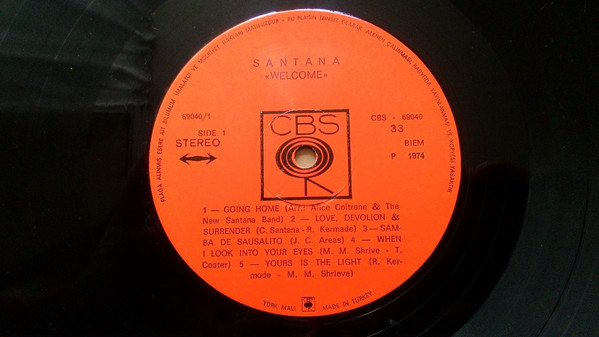 SANTANA
«WELCOME»
69040/1
SIDE 1
STEREO
CBS
CBS - 69040
33
BIEM
P 1974
1 — GOING HOME (Arr. Alice Coltrane & The
New Santana Band) 2 — LOVE, DEVOLION &
SURRENDER (C. Santana - R. Kermade) 3 — SAM-
BA DE SAUSALITO (J. C. Areas) 4 — WHEN
I LOOK INTO YOUR EYES (M. M. Shrive - T.
Coster) 5 — YOURS IS THE LIGHT (R. Ker-
mode - M. M. Shrieve)
TÜRK MALI
MADE IN TURKEY